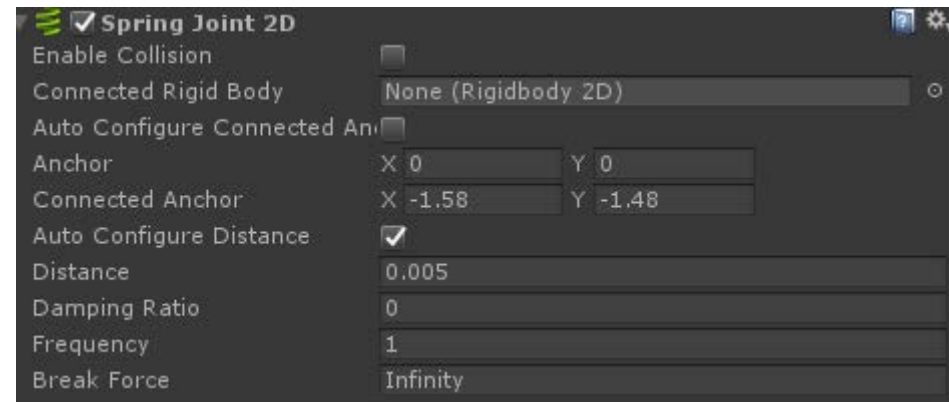 Spring Joint 2D
Enable Collision
Connected Rigid Body None (Rigidbody 2D)
Auto Configure Connected An
Anchor X 0 Y 0
Connected Anchor X -1.58 Y -1.48
Auto Configure Distance
Distance 0.005
Damping Ratio 0
Frequency 1
Break Force Infinity